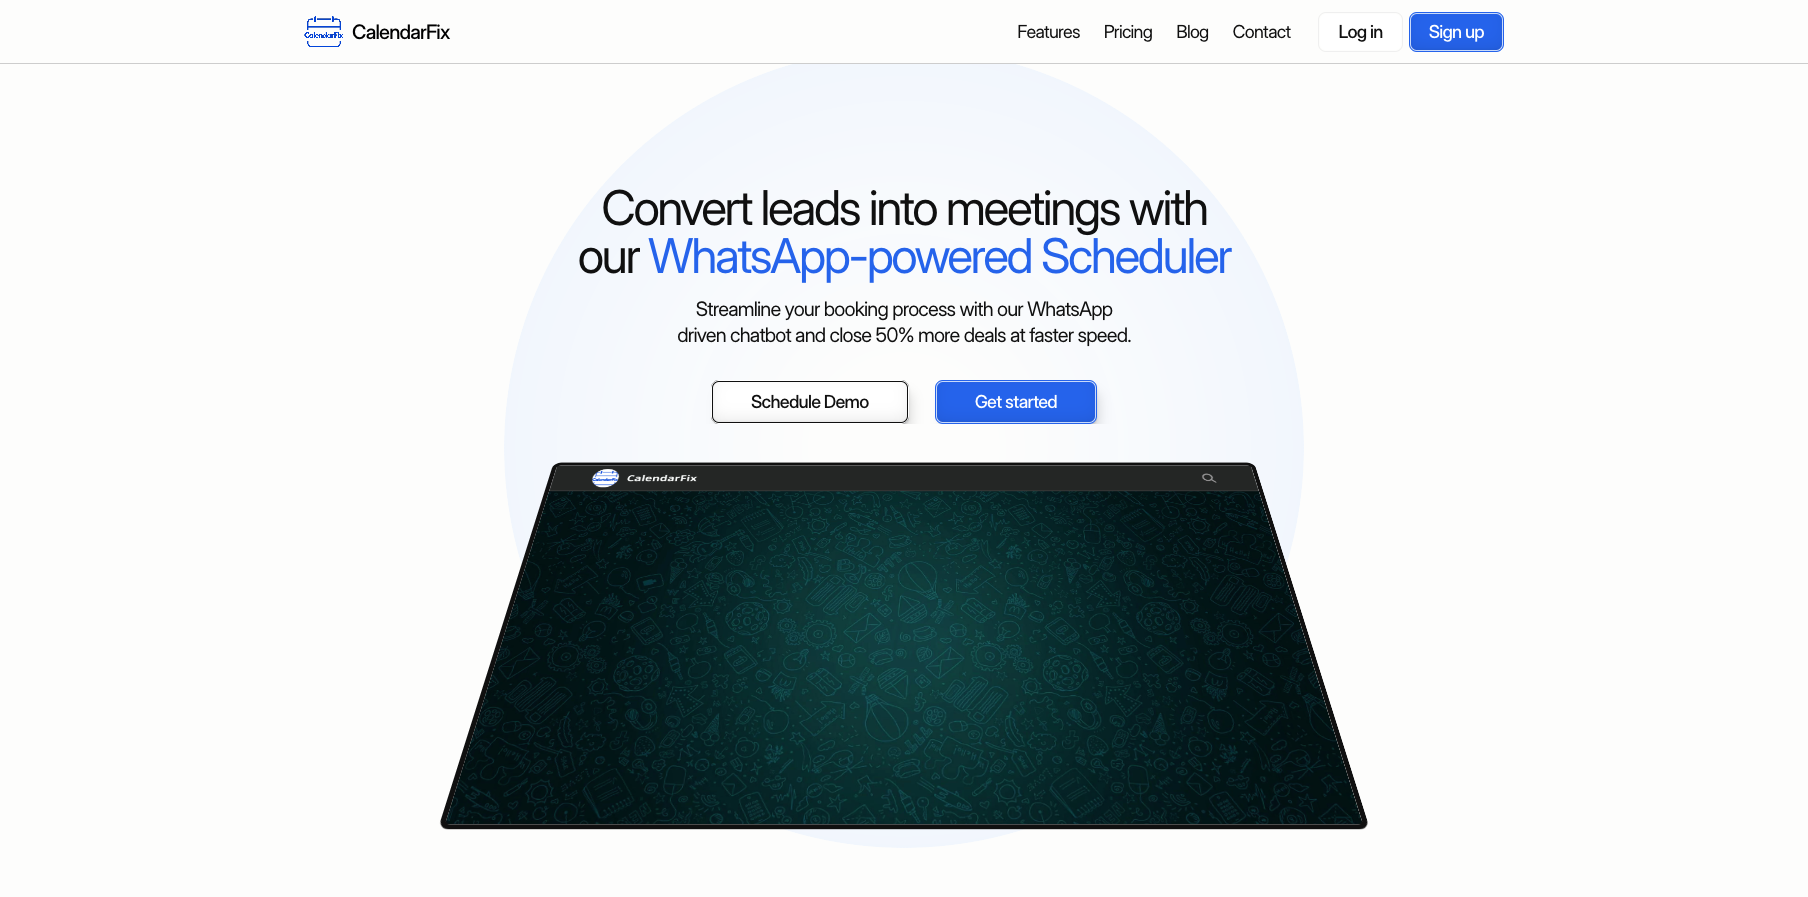 CalendarFix
CalendarFix
Features
Pricing
Blog
Contact
Log in
Sign up
Convert leads into meetings with
our WhatsApp-powered Scheduler
Streamline your booking process with our WhatsApp
driven chatbot and close 50% more deals at faster speed.
Schedule Demo
Get started
CalendarFix
CalendarFix